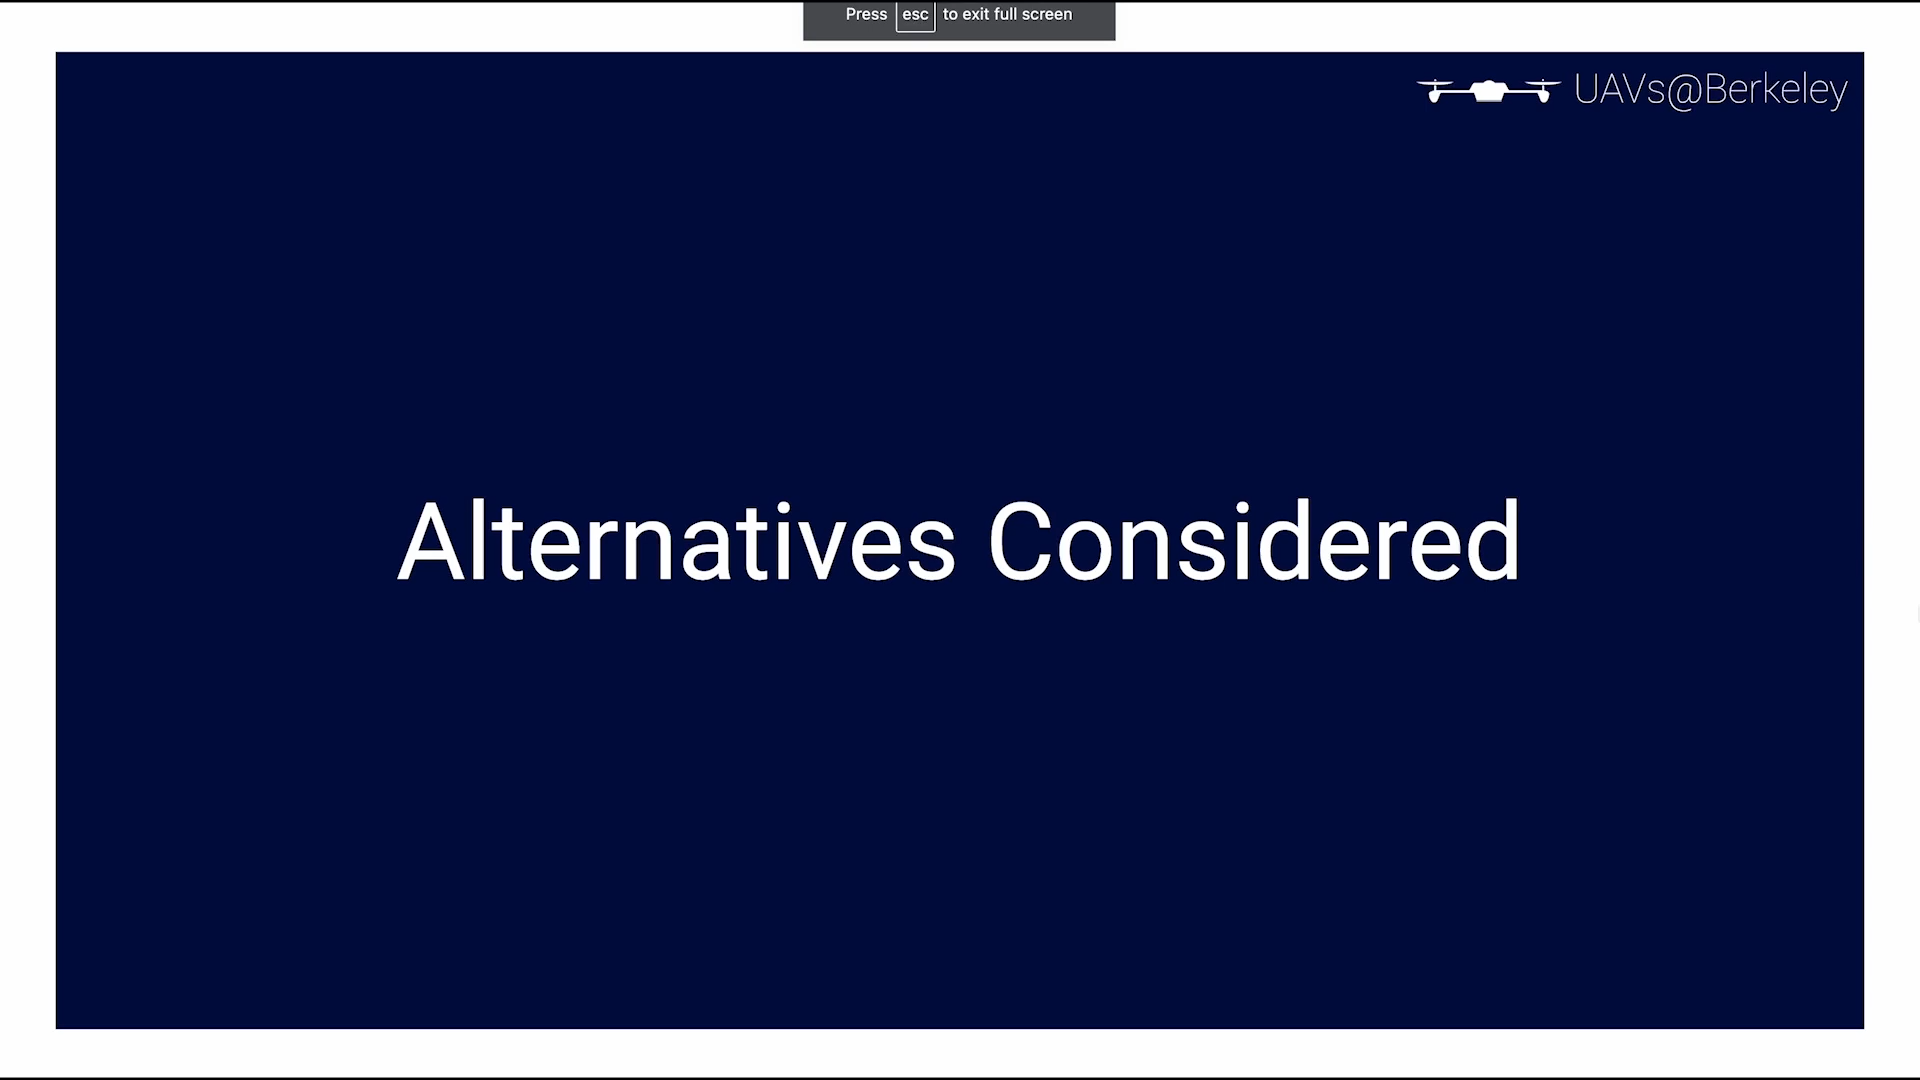 Press esc to exit full screen
UAVs@Berkeley
Alternatives Considered